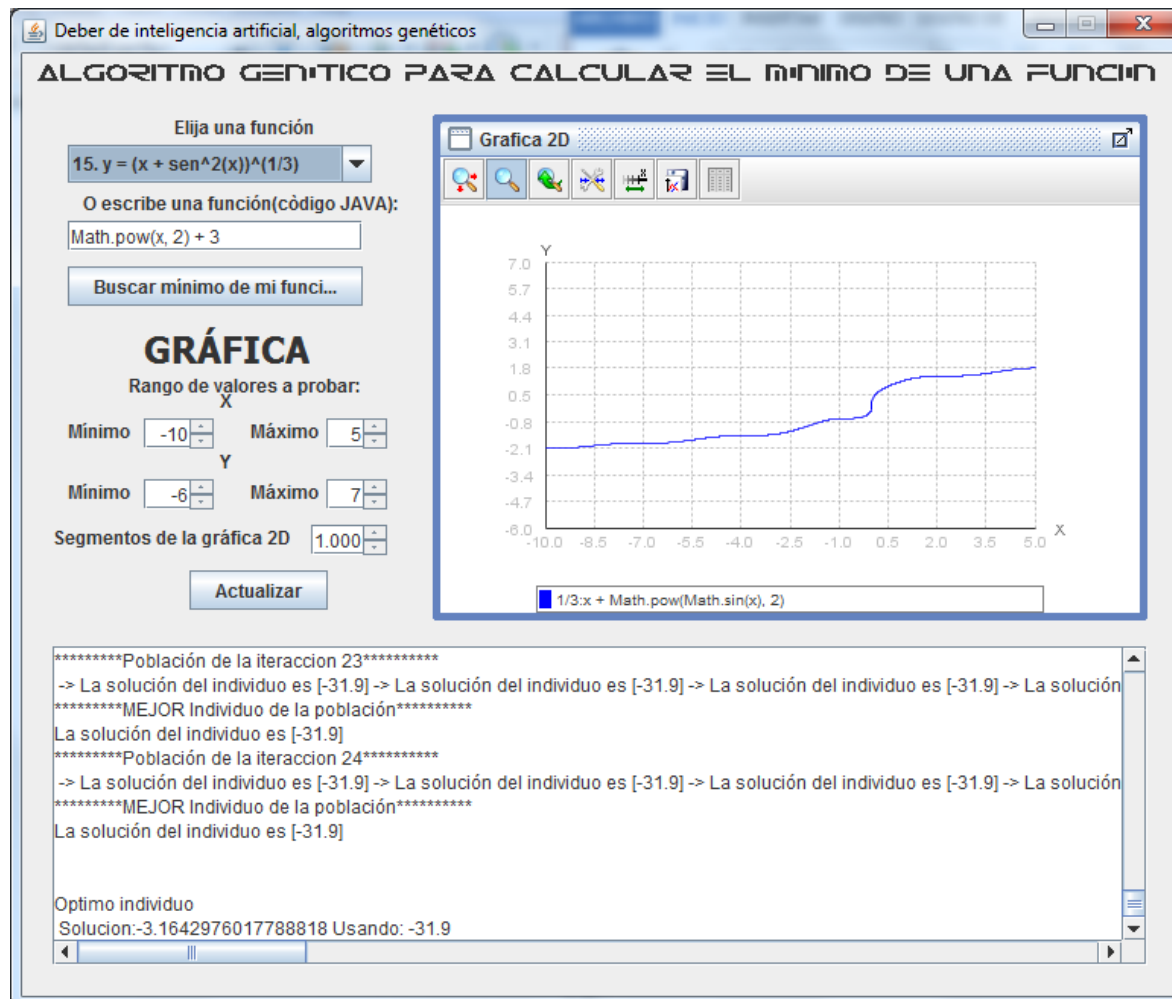 Deber de inteligencia artificial, algoritmos genéticos
ALGORITMO GENITICO PARA CALCULAR EL MINIMO DE UNA FUNCIIN
Elija una función
15. y = (x + sen^2(x))^(1/3)
O escribe una función(còdigo JAVA):
Math.pow(x, 2) + 3
Buscar mínimo de mi funci...
GRÁFICA
Rango de valores a probar:
X
Mínimo -10 Máximo 5
Y
Mínimo -6 Máximo 7
Segmentos de la gráfica 2D 1.000
Actualizar
Grafica 2D
Y
7.0
5.7
4.4
3.1
1.8
0.5
-0.8
-2.1
-3.4
-4.7
-6.0
-10.0 -8.5 -7.0 -5.5 -4.0 -2.5 -1.0 0.5 2.0 3.5 5.0 X
1/3:x + Math.pow(Math.sin(x), 2)
*********Población de la iteraccion 23**********
-> La solución del individuo es [-31.9] -> La solución del individuo es [-31.9] -> La solución del individuo es [-31.9] -> La solución
*********MEJOR Individuo de la población**********
La solución del individuo es [-31.9]
*********Población de la iteraccion 24**********
-> La solución del individuo es [-31.9] -> La solución del individuo es [-31.9] -> La solución del individuo es [-31.9] -> La solución
*********MEJOR Individuo de la población**********
La solución del individuo es [-31.9]
Optimo individuo
Solucion:-3.1642976017788818 Usando: -31.9